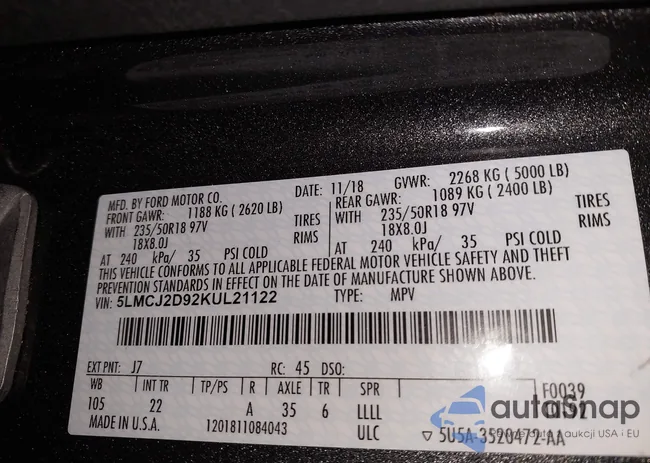 MFD. BY FORD MOTOR CO. DATE: 11/18 GVWR: 2268 KG ( 5000 LB)
FRONT GAWR: 1188 KG ( 2620 LB) REAR GAWR: 1089 KG ( 2400 LB)
WITH 235/50R18 97V TIRES WITH 235/50R18 97V TIRES
18X8.0J RIMS 18X8.0J RIMS
AT 240 kPa/ 35 PSI COLD AT 240 kPa/ 35 PSI COLD
THIS VEHICLE CONFORMS TO ALL APPLICABLE FEDERAL MOTOR VEHICLE SAFETY AND THEFT
PREVENTION STANDARDS IN EFFECT ON THE DATE OF MANUFACTURE SHOWN ABOVE.
VIN: 5LMCJ2D92KUL21122 TYPE: MPV
EXT PNT: J7 RC: 45 DSO:
WB INT TR TP/PS R AXLE TR SPR F0039
105 22 A 35 6 LLLL
MADE IN U.S.A. 1201811084043 ULC ▽ 5U5A-3520472-AA
autoSnap
aukcji USA i EU